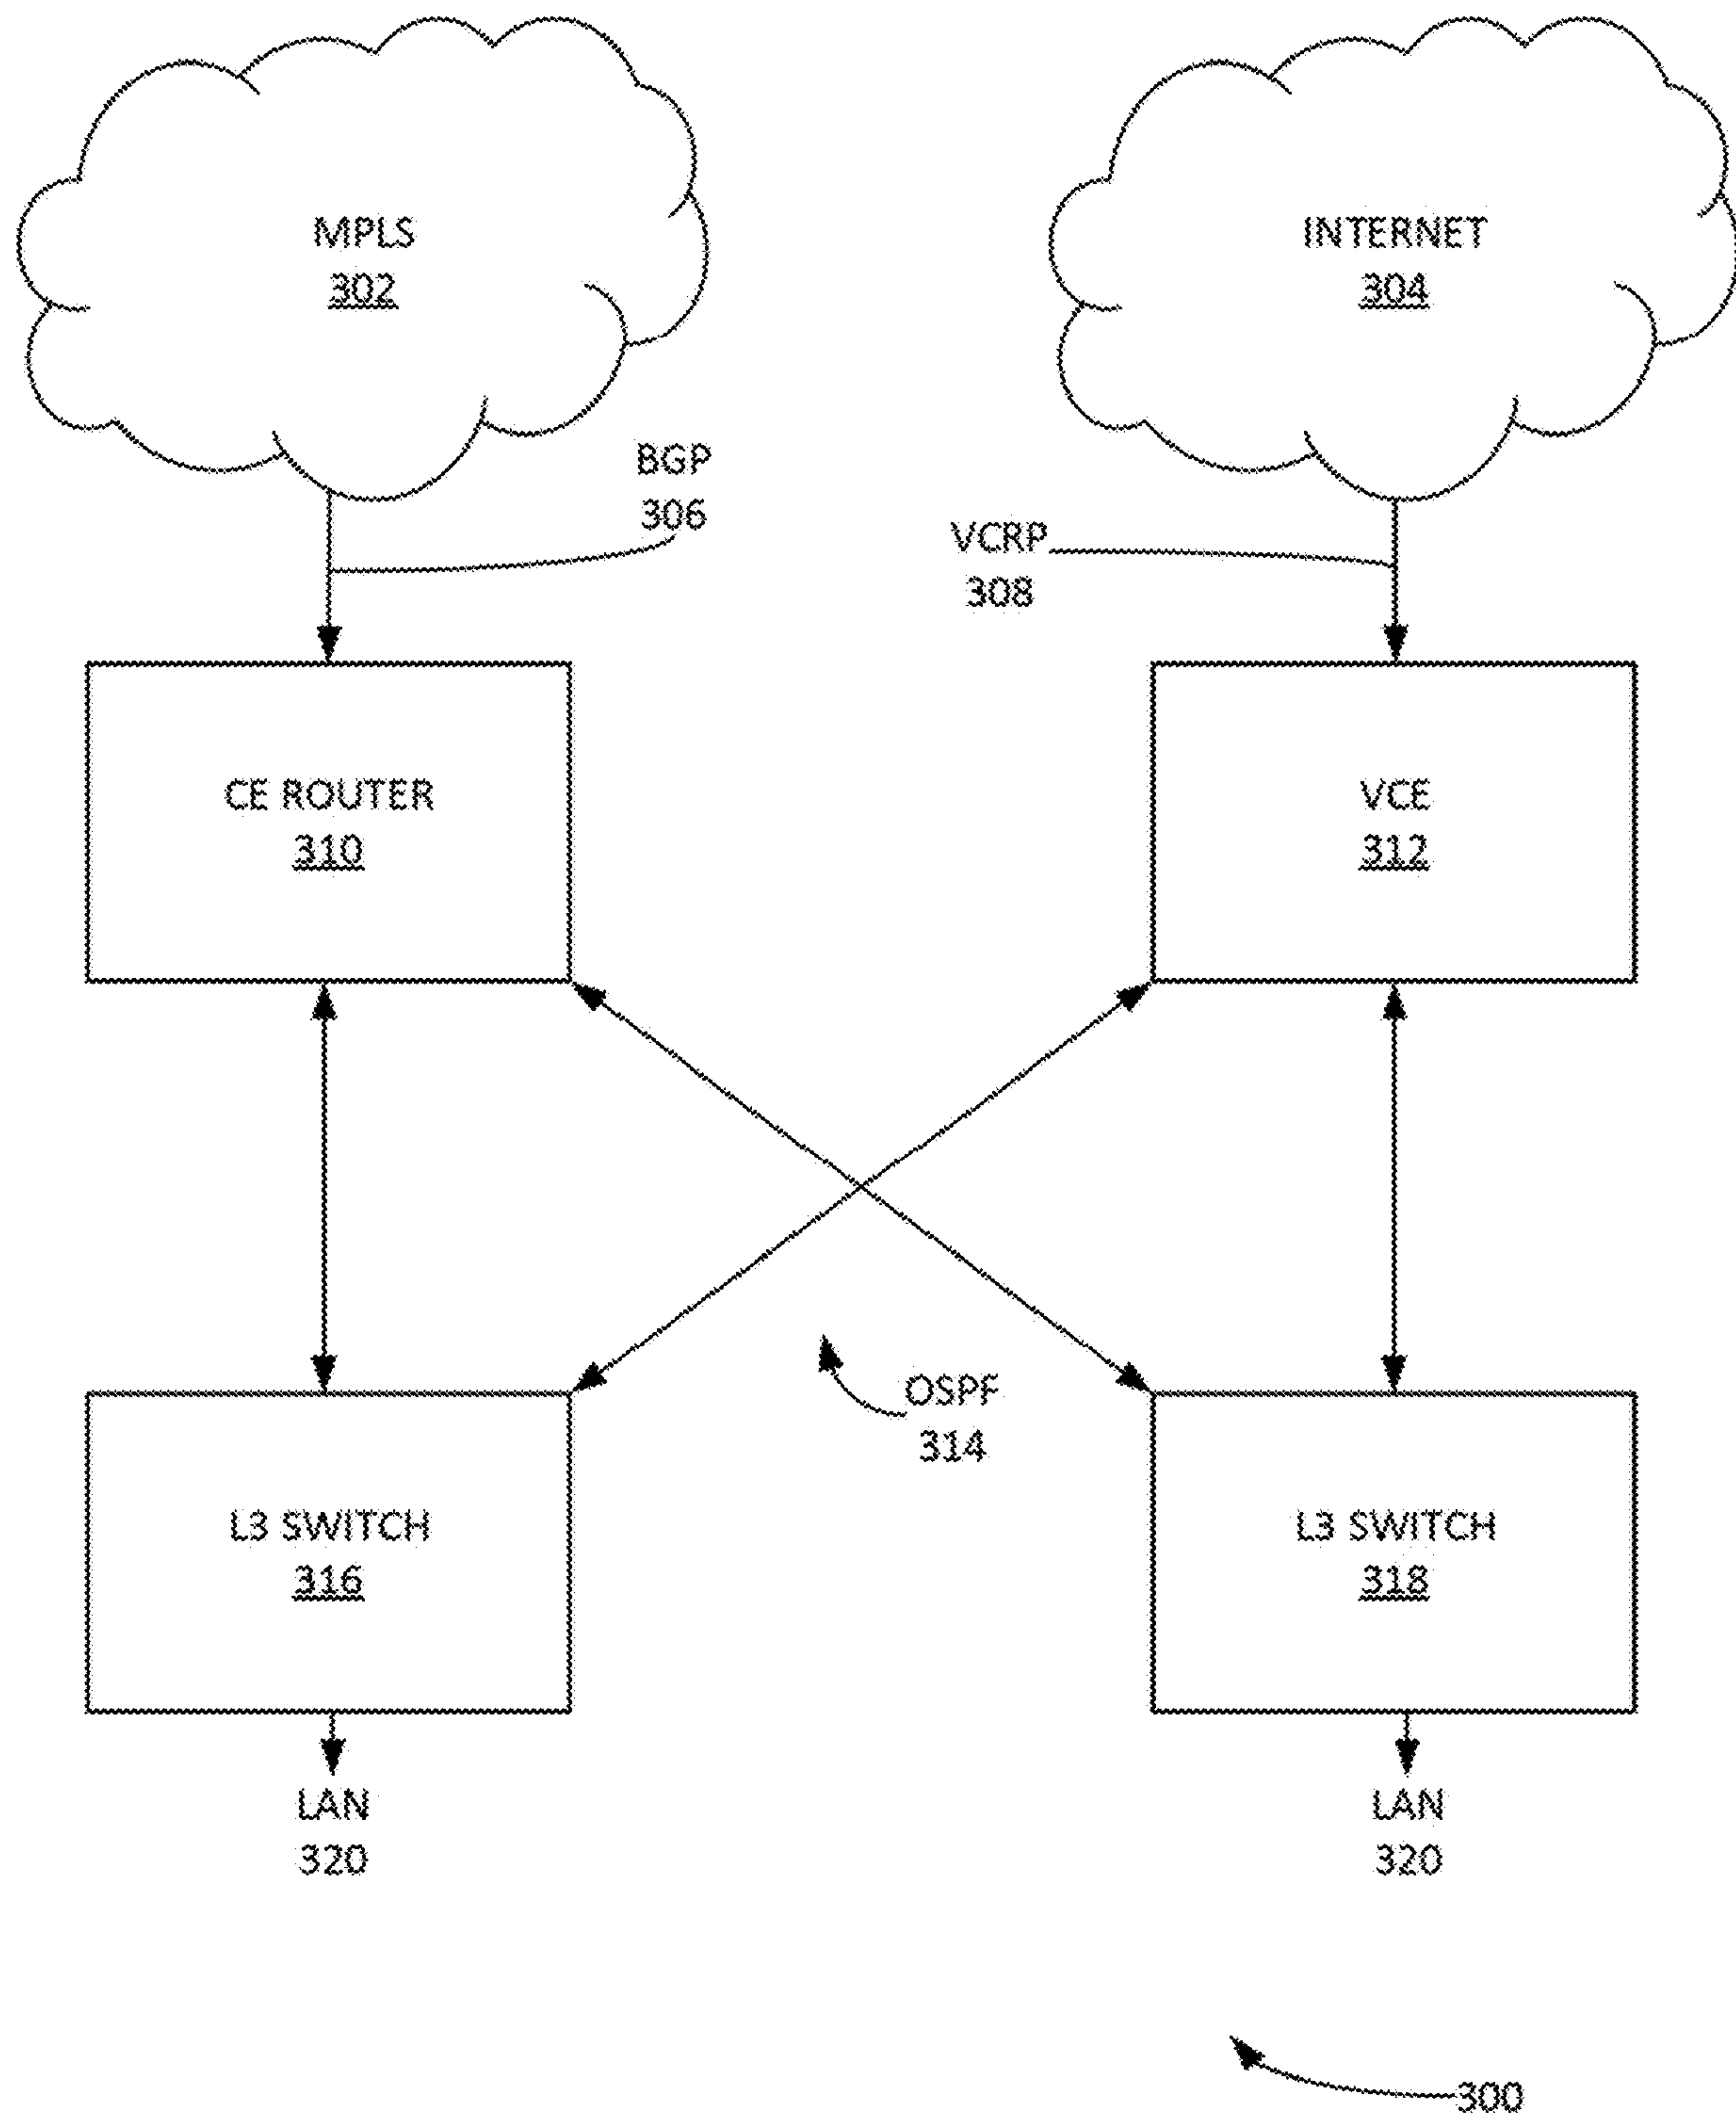 MPLS
302
INTERNET
304
BGP
306
VCRP
308
CE ROUTER
310
VCE
312
OSPF
314
L3 SWITCH
316
L3 SWITCH
318
LAN
320
LAN
320
300